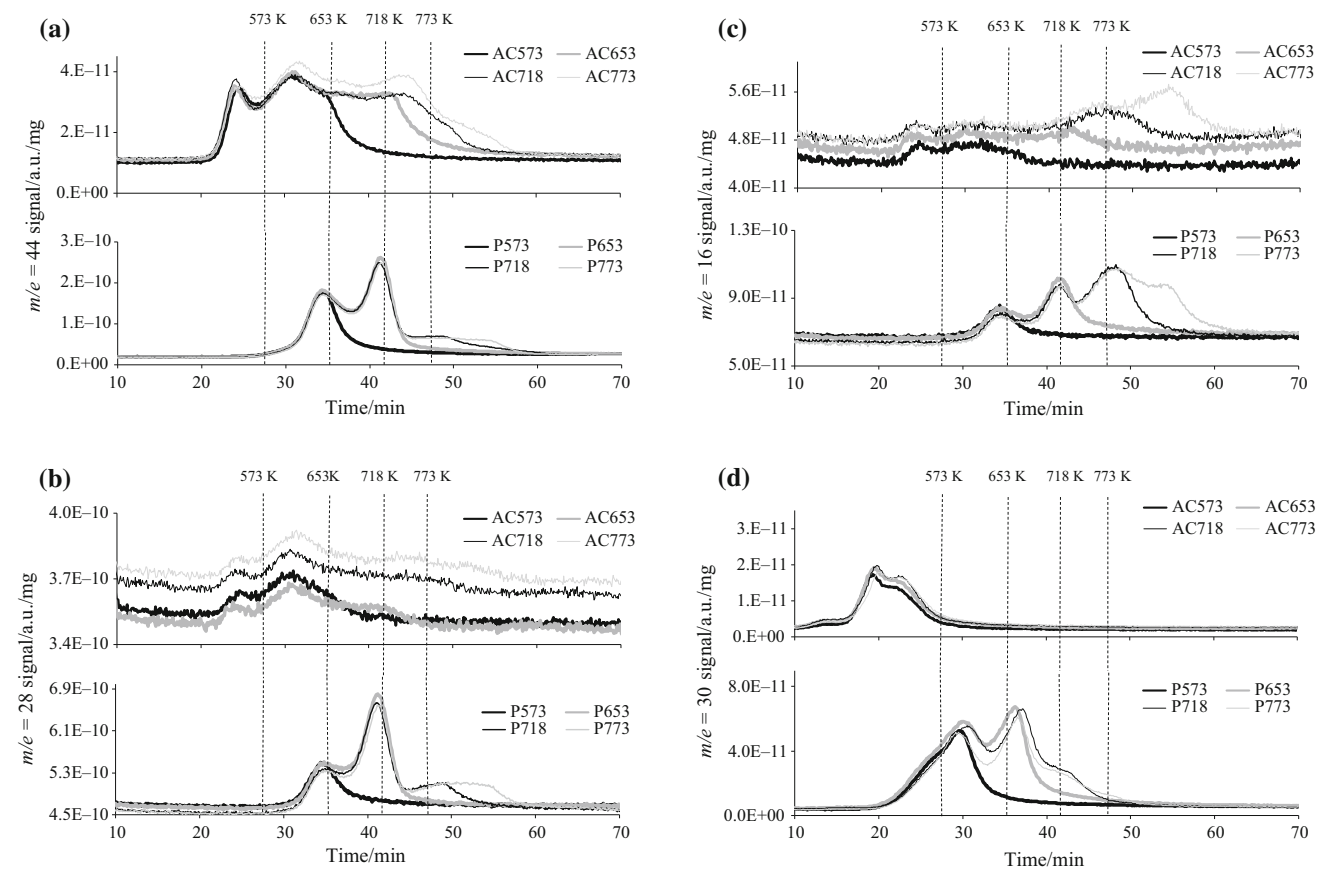 (a)
573 K 653 K 718 K 773 K
AC573 AC653
AC718 AC773
4.E–11
2.E–11
0.E+00
P573 P653
P718 P773
3.E–10
2.E–10
1.E–10
0.E+00
10 20 30 40 50 60 70
Time/min
m/e = 44 signal/a.u./mg
(c)
573 K 653 K 718 K 773 K
AC573 AC653
AC718 AC773
5.6E–11
4.8E–11
4.0E–11
P573 P653
P718 P773
1.3E–10
9.0E–11
5.0E–11
10 20 30 40 50 60 70
Time/min
m/e = 16 signal/a.u./mg
(b)
573 K 653K 718 K 773 K
AC573 AC653
AC718 AC773
4.0E–10
3.7E–10
3.4E–10
P573 P653
P718 P773
6.9E–10
6.1E–10
5.3E–10
4.5E–10
10 20 30 40 50 60 70
Time/min
m/e = 28 signal/a.u./mg
(d)
573 K 653 K 718 K 773 K
AC573 AC653
AC718 AC773
3.E–11
2.E–11
1.E–11
0.E+00
P573 P653
P718 P773
8.0E–11
4.0E–11
0.0E+00
10 20 30 40 50 60 70
Time/min
m/e = 30 signal/a.u./mg